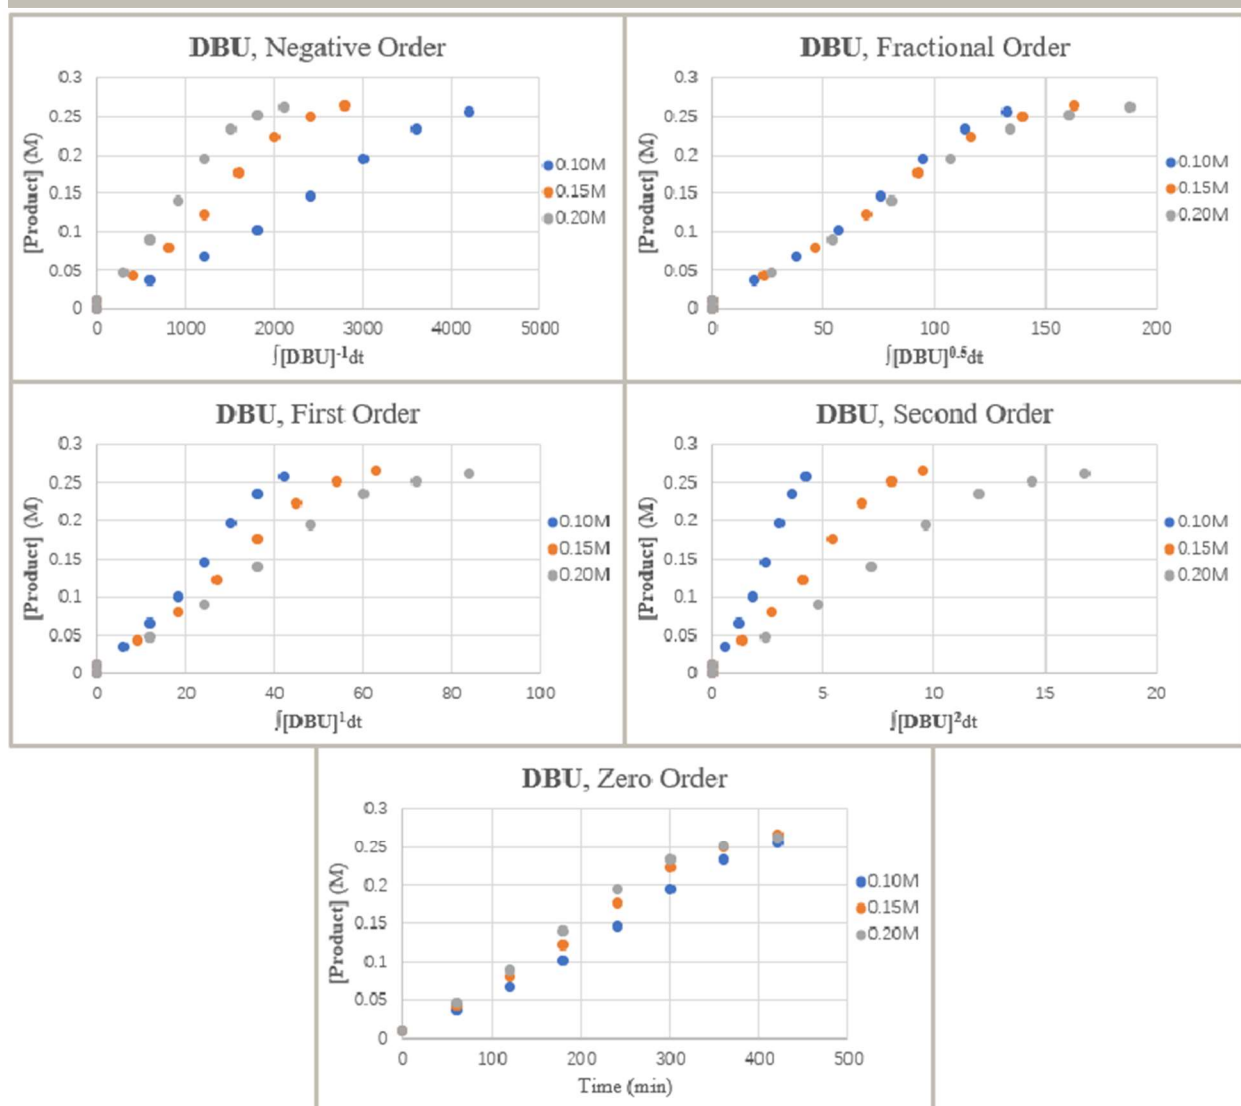 DBU, Negative Order
[Product] (M)
0.3
0.25
0.2
0.15
0.1
0.05
0
0 1000 2000 3000 4000 5000
∫[DBU]⁻¹dt
0.10M
0.15M
0.20M
DBU, Fractional Order
[Product] (M)
0.3
0.25
0.2
0.15
0.1
0.05
0
0 50 100 150 200
∫[DBU]⁰·⁵dt
0.10M
0.15M
0.20M
DBU, First Order
[Product] (M)
0.3
0.25
0.2
0.15
0.1
0.05
0
0 20 40 60 80 100
∫[DBU]¹dt
0.10M
0.15M
0.20M
DBU, Second Order
[Product] (M)
0.3
0.25
0.2
0.15
0.1
0.05
0
0 5 10 15 20
∫[DBU]²dt
0.10M
0.15M
0.20M
DBU, Zero Order
[Product] (M)
0.3
0.25
0.2
0.15
0.1
0.05
0
0 100 200 300 400 500
Time (min)
0.10M
0.15M
0.20M